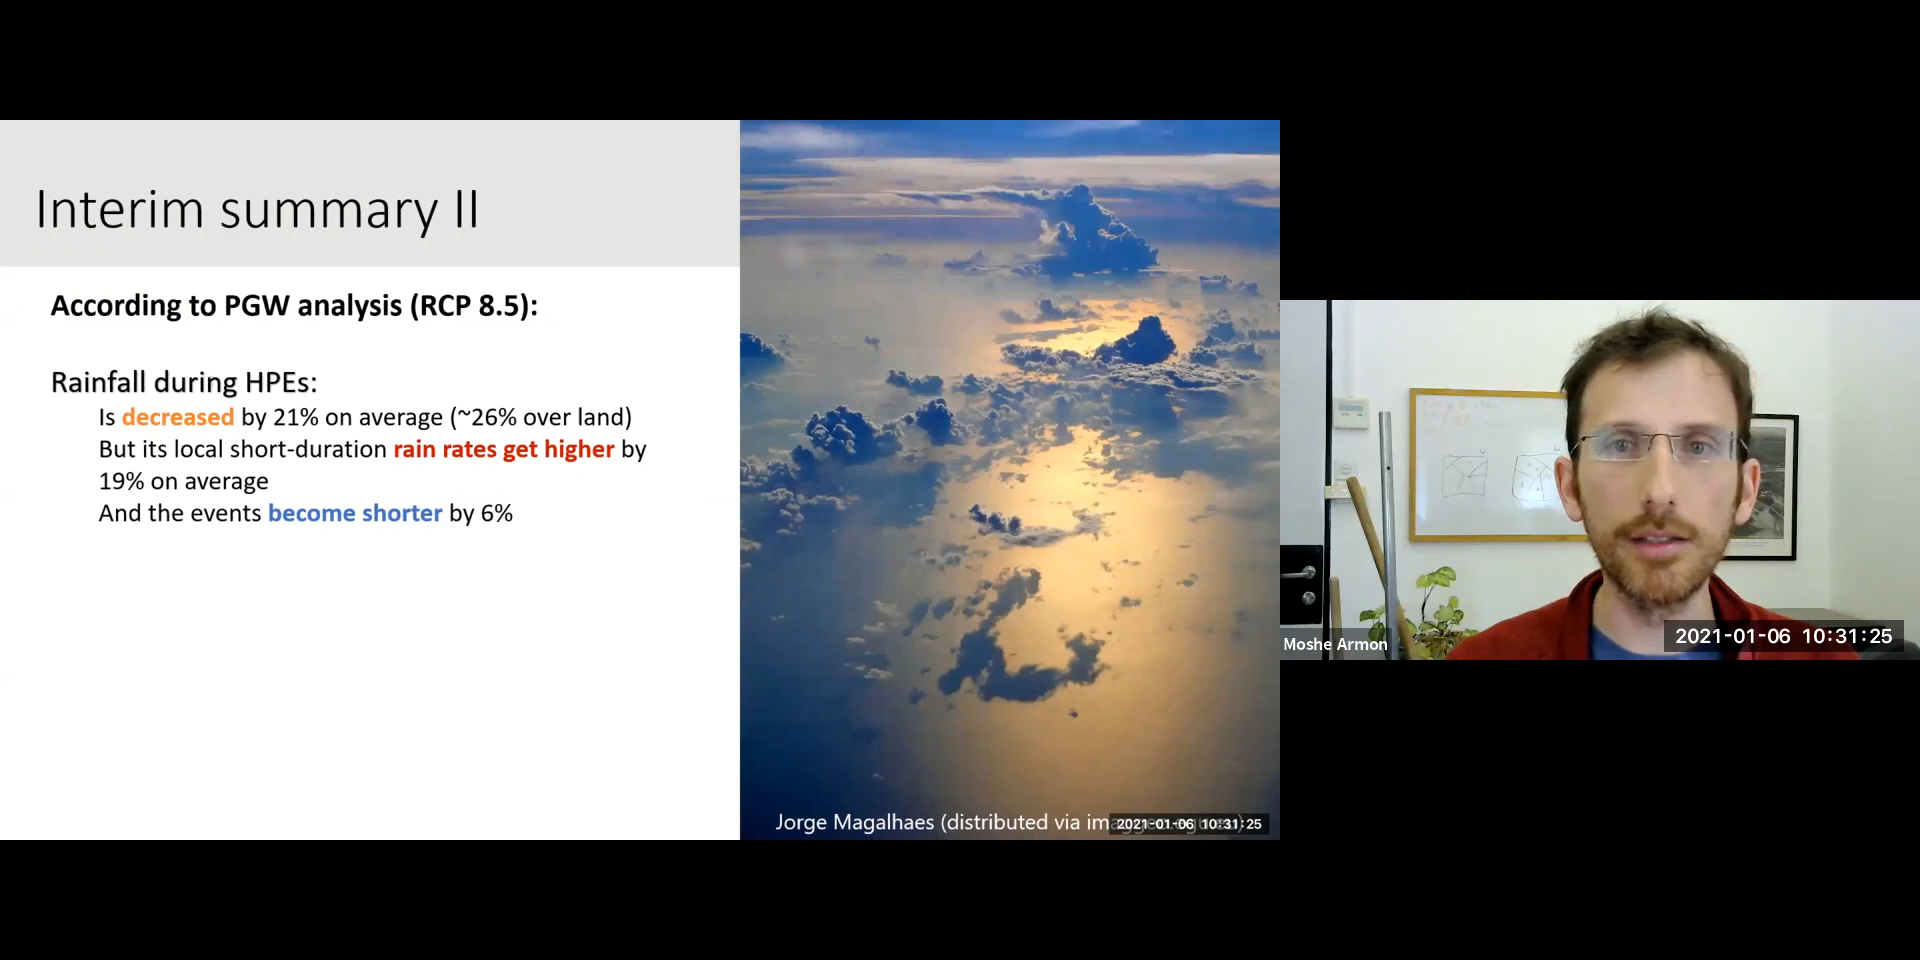 Interim summary II
According to PGW analysis (RCP 8.5):
Rainfall during HPEs:
Is decreased by 21% on average (~26% over land)
But its local short-duration rain rates get higher by
19% on average
And the events become shorter by 6%
Jorge Magalhaes (distributed via
2021-01-06 10:31:25
Moshe Armon
2021-01-06 10:31:25